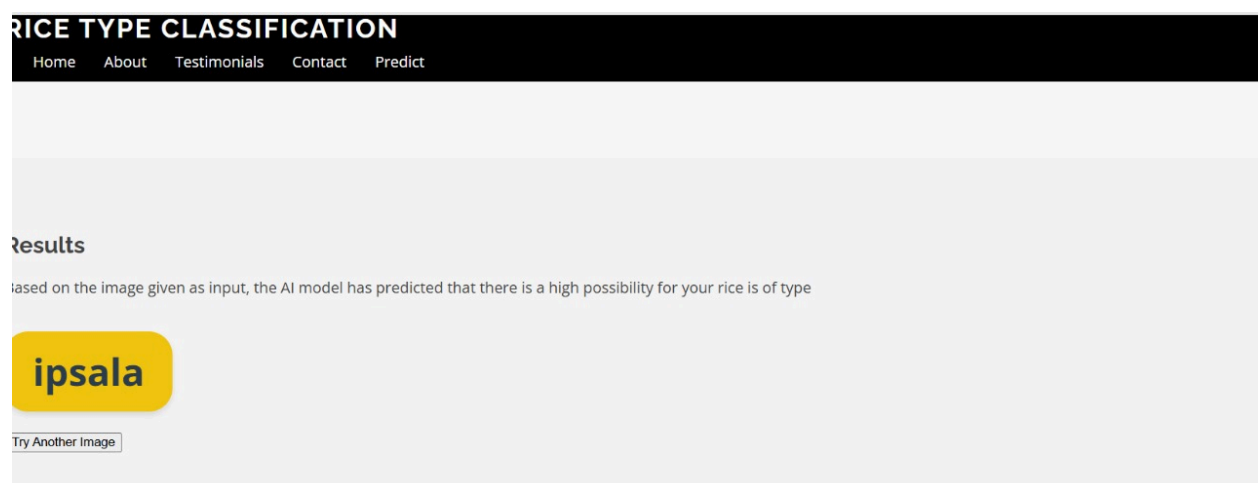 RICE TYPE CLASSIFICATION
Home About Testimonials Contact Predict
Results
Based on the image given as input, the AI model has predicted that there is a high possibility for your rice is of type
ipsala
Try Another Image